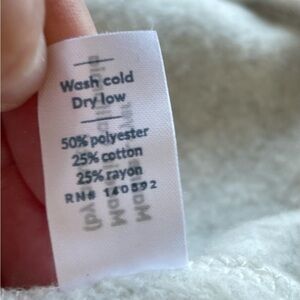 Wash cold
Dry low
50% polyester
25% cotton
25% rayon
RN# 140592